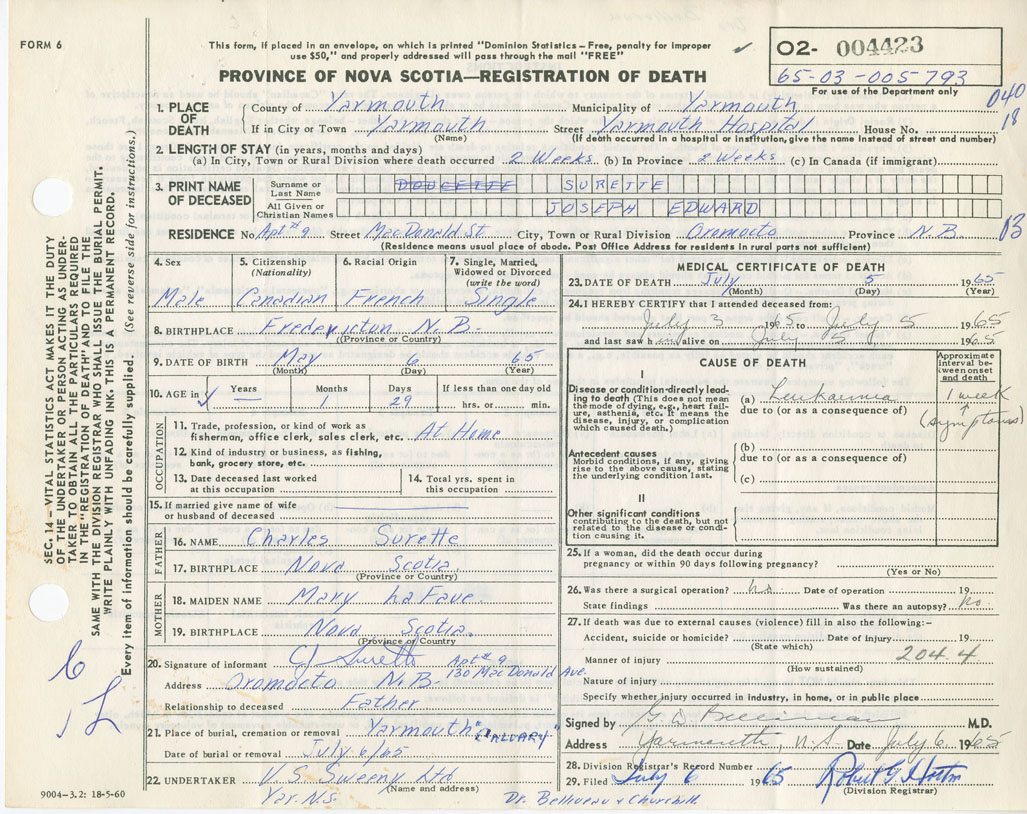 FORM 6
This form, if placed in an envelope, on which is printed "Dominion Statistics—Free, penalty for improper
use $50," and properly addressed will pass through the mail "FREE"
PROVINCE OF NOVA SCOTIA—REGISTRATION OF DEATH
O2- 004423
65-03-005793
For use of the Department only
040
18
1. PLACE OF DEATH
County of Yarmouth Municipality of Yarmouth
If in City or Town Yarmouth Street Yarmouth Hospital House No.
(Name) (If death occurred in a hospital or institution, give the name instead of street and number)
2. LENGTH OF STAY (in years, months and days)
(a) In City, Town or Rural Division where death occurred 2 Weeks (b) In Province 2 Weeks (c) In Canada (if immigrant)
3. PRINT NAME OF DECEASED
Surname or Last Name DOUCETTE SURETTE
All Given or Christian Names JOSEPH EDWARD
RESIDENCE No. Apt #9 Street MacDonald St City, Town or Rural Division Oromocto Province N.B.
03
(Residence means usual place of abode. Post Office Address for residents in rural parts not sufficient)
4. Sex 5. Citizenship (Nationality) 6. Racial Origin 7. Single, Married, Widowed or Divorced (write the word)
Male Canadian French Single
8. BIRTHPLACE Fredericton N.B.
(Province or Country)
9. DATE OF BIRTH May 6 65
(Month) (Day) (Year)
10. AGE in Years — Months 1 Days 29 If less than one day old hrs. or min.
OCCUPATION
11. Trade, profession, or kind of work as
fisherman, office clerk, sales clerk, etc. At Home
12. Kind of industry or business, as fishing,
bank, grocery store, etc.
13. Date deceased last worked
at this occupation
14. Total yrs. spent in
this occupation
15. If married give name of wife
or husband of deceased
FATHER
16. NAME Charles Surette
17. BIRTHPLACE Nova Scotia
(Province or Country)
MOTHER
18. MAIDEN NAME Mary LaFave
19. BIRTHPLACE Nova Scotia
(Province or Country)
20. Signature of informant CJ Surette Apt #9
Address Oromocto N.B. 130 MacDonald Ave.
Relationship to deceased Father
21. Place of burial, cremation or removal Yarmouth "CALVARY"
Date of burial or removal July 6/65
22. UNDERTAKER V.S. Sweeny Ltd
(Name and address)
Yar. N.S.
9004-3.2: 18-5-60
MEDICAL CERTIFICATE OF DEATH
23. DATE OF DEATH July 5 1965
(Month) (Day) (Year)
24. I HEREBY CERTIFY that I attended deceased from:
July 3 1965 to July 5 1965
and last saw him alive on July 5 1965
CAUSE OF DEATH
Approximate interval between onset and death
I
Disease or condition directly leading to death (This does not mean
the mode of dying, e.g., heart failure, asthenia, etc. It means the
disease, injury, or complication which caused death.)
(a) Leukaemia 1 week
due to (or as a consequence of) (symptoms)
Antecedent causes
Morbid conditions, if any, giving
rise to the above cause, stating
the underlying condition last.
(b)
due to (or as a consequence of)
(c)
II
Other significant conditions
contributing to the death, but not
related to the disease or condition causing it.
25. If a woman, did the death occur during
pregnancy or within 90 days following pregnancy?
(Yes or No)
26. Was there a surgical operation? no Date of operation 19
State findings Was there an autopsy? No
27. If death was due to external causes (violence) fill in also the following:—
Accident, suicide or homicide? Date of injury 19
(State which)
Manner of injury 204.4
(How sustained)
Nature of injury
Specify whether injury occurred in industry, in home, or in public place
Signed by M.D.
Address Yarmouth, N.S Date July 6 1965
28. Division Registrar's Record Number
29. Filed July 6 1965
(Division Registrar)
Dr. Belliveau & Churchill
SEC. 14—VITAL STATISTICS ACT MAKES IT THE DUTY
OF THE UNDERTAKER OR PERSON ACTING AS UNDER-
TAKER TO OBTAIN ALL THE PARTICULARS REQUIRED
IN THE "REGISTRATION OF DEATH" AND TO FILE THE
SAME WITH THE DIVISION REGISTRAR WHO SHALL ISSUE THE BURIAL PERMIT.
WRITE PLAINLY WITH UNFADING INK. THIS IS A PERMANENT RECORD.
Every item of information should be carefully supplied. (See reverse side for instructions.)